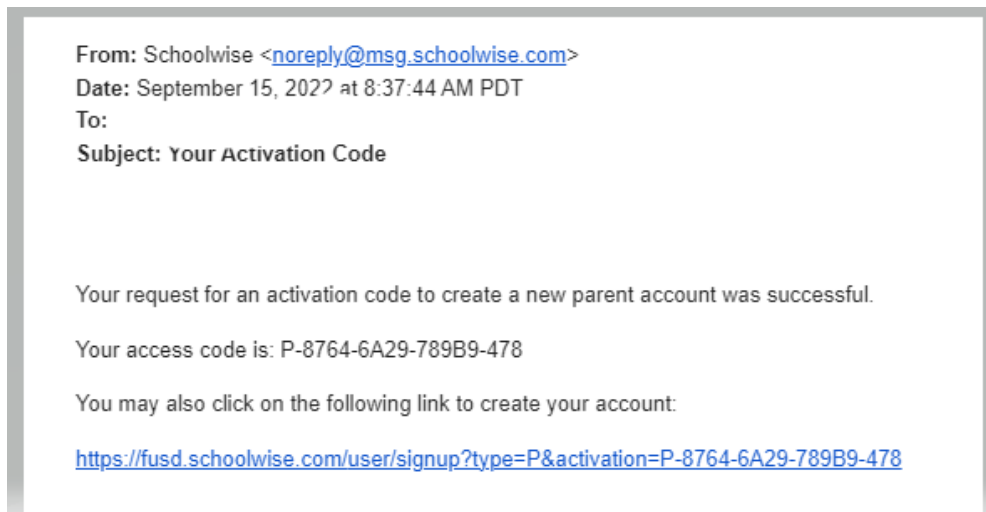 From: Schoolwise <noreply@msg.schoolwise.com>
Date: September 15, 2022 at 8:37:44 AM PDT
To:
Subject: Your Activation Code
Your request for an activation code to create a new parent account was successful.
Your access code is: P-8764-6A29-789B9-478
You may also click on the following link to create your account:
https://fusd.schoolwise.com/user/signup?type=P&activation=P-8764-6A29-789B9-478